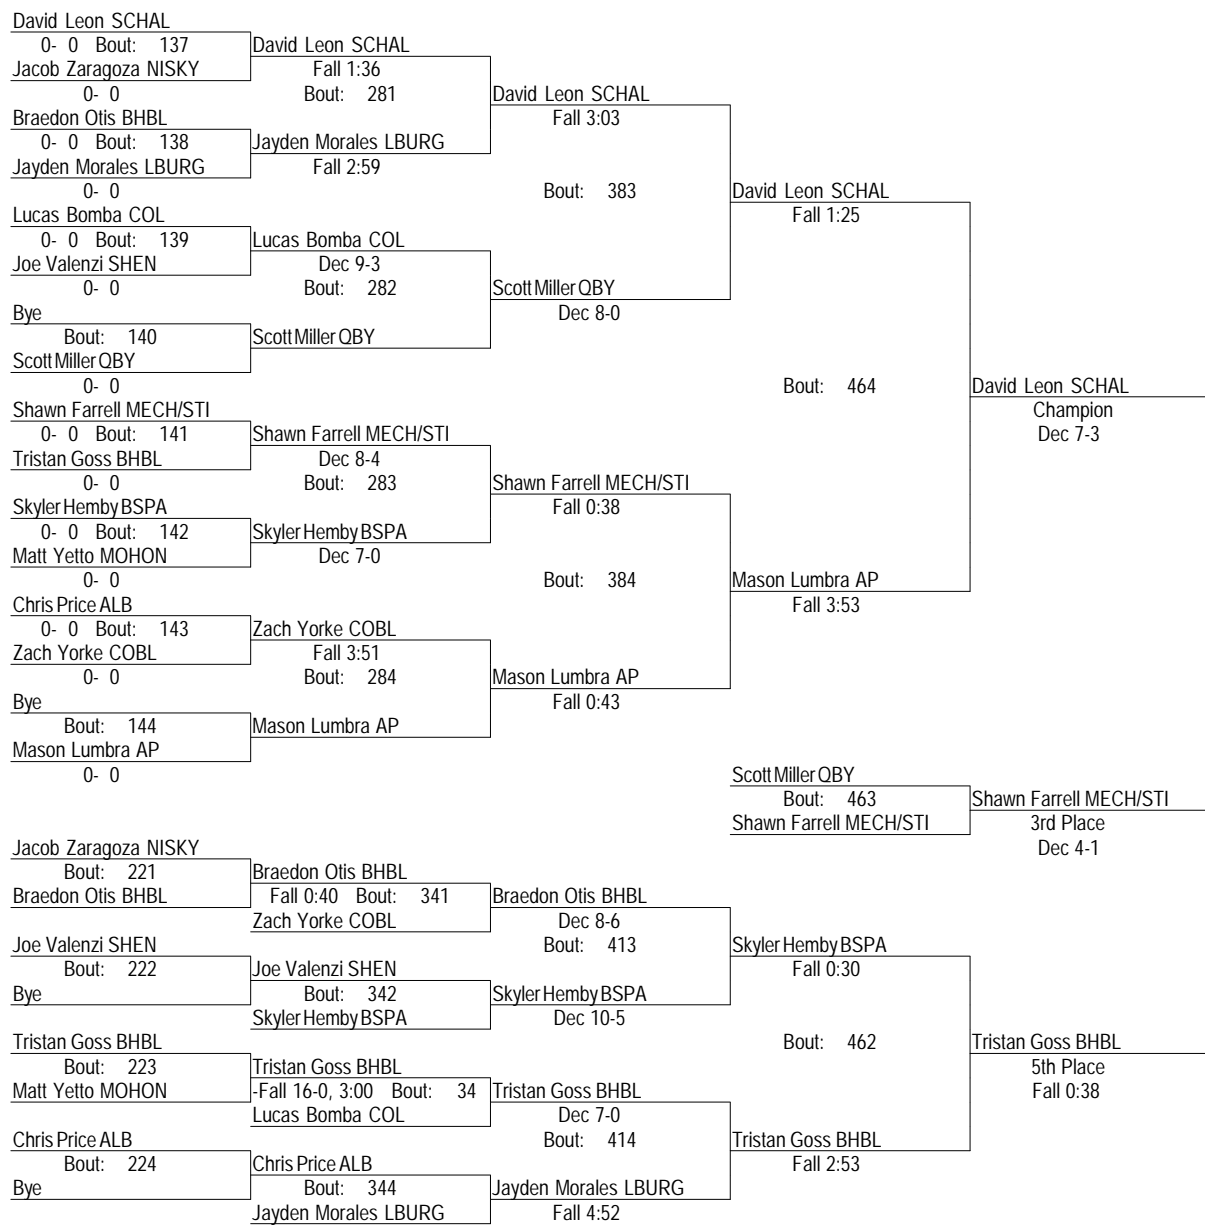 David Leon SCHAL
0- 0 Bout: 137 David Leon SCHAL
Jacob Zaragoza NISKY Fall 1:36
0- 0 Bout: 281 David Leon SCHAL
Braedon Otis BHBL Fall 3:03
0- 0 Bout: 138 Jayden Morales LBURG
Jayden Morales LBURG Fall 2:59
0- 0 Bout: 383 David Leon SCHAL
Lucas Bomba COL Fall 1:25
0- 0 Bout: 139 Lucas Bomba COL
Joe Valenzi SHEN Dec 9-3
0- 0 Bout: 282 Scott Miller QBY
Bye Dec 8-0
Bout: 140 Scott Miller QBY
Scott Miller QBY
0- 0 Bout: 464 David Leon SCHAL
Shawn Farrell MECH/STI Champion
0- 0 Bout: 141 Shawn Farrell MECH/STI Dec 7-3
Tristan Goss BHBL Dec 8-4
0- 0 Bout: 283 Shawn Farrell MECH/STI
Skyler Hemby BSPA Fall 0:38
0- 0 Bout: 142 Skyler Hemby BSPA
Matt Yetto MOHON Dec 7-0
0- 0 Bout: 384 Mason Lumbra AP
Chris Price ALB Fall 3:53
0- 0 Bout: 143 Zach Yorke COBL
Zach Yorke COBL Fall 3:51
0- 0 Bout: 284 Mason Lumbra AP
Bye Fall 0:43
Bout: 144 Mason Lumbra AP
Mason Lumbra AP
0- 0 Scott Miller QBY
Bout: 463 Shawn Farrell MECH/STI
Shawn Farrell MECH/STI 3rd Place
Jacob Zaragoza NISKY Dec 4-1
Bout: 221 Braedon Otis BHBL
Braedon Otis BHBL Fall 0:40 Bout: 341 Braedon Otis BHBL
Zach Yorke COBL Dec 8-6
Joe Valenzi SHEN Bout: 413 Skyler Hemby BSPA
Bout: 222 Joe Valenzi SHEN Fall 0:30
Bye Bout: 342 Skyler Hemby BSPA
Skyler Hemby BSPA Dec 10-5
Tristan Goss BHBL Bout: 462 Tristan Goss BHBL
Bout: 223 Tristan Goss BHBL 5th Place
Matt Yetto MOHON -Fall 16-0, 3:00 Bout: 34 Tristan Goss BHBL Fall 0:38
Lucas Bomba COL Dec 7-0
Chris Price ALB Bout: 414 Tristan Goss BHBL
Bout: 224 Chris Price ALB Fall 2:53
Bye Bout: 344 Jayden Morales LBURG
Jayden Morales LBURG Fall 4:52